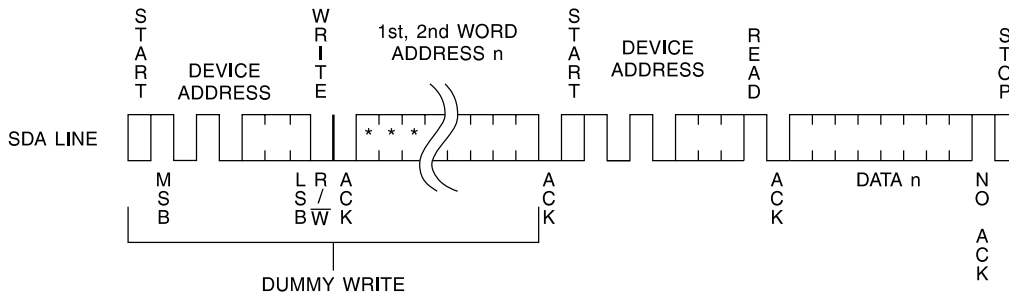 START
DEVICE
ADDRESS
WRITE
1st, 2nd WORD
ADDRESS n
START
DEVICE
ADDRESS
READ
STOP
SDA LINE
* * *
MSB
LSB
R/W̅
ACK
ACK
ACK
DATA n
NO ACK
DUMMY WRITE